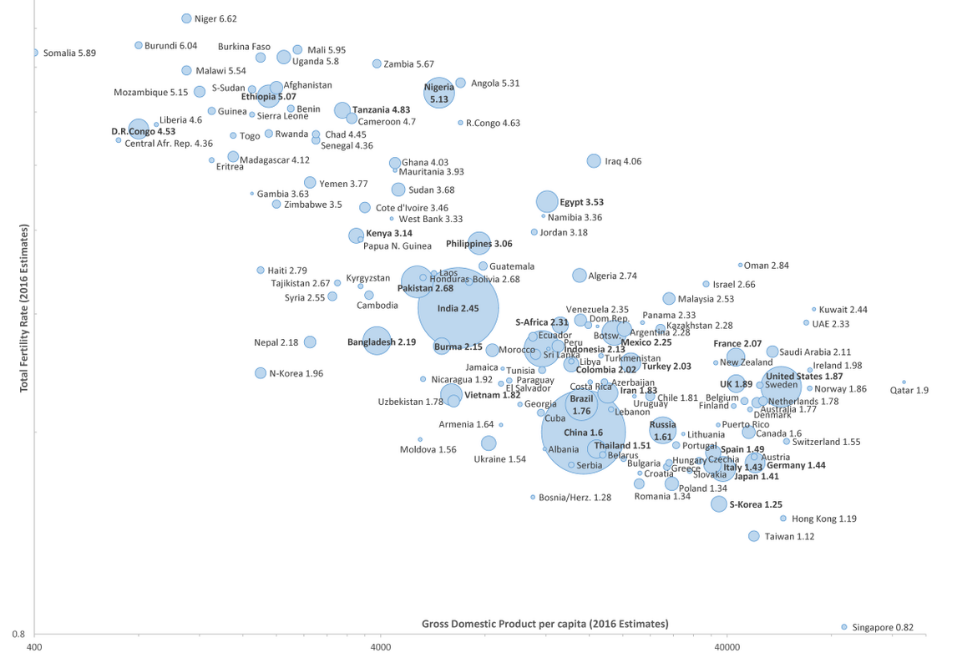 Niger 6.62
Burundi 6.04
Burkina Faso
Mali 5.95
Somalia 5.89
Uganda 5.8
Zambia 5.67
Malawi 5.54
Angola 5.31
Mozambique 5.15
S-Sudan
Afghanistan
Ethiopia 5.07
Nigeria
5.13
Guinea
Sierra Leone
Benin
Tanzania 4.83
Cameroon 4.7
R.Congo 4.63
Liberia 4.6
D.R.Congo 4.53
Central Afr. Rep. 4.36
Togo
Rwanda
Chad 4.45
Senegal 4.36
Eritrea
Madagascar 4.12
Ghana 4.03
Mauritania 3.93
Iraq 4.06
Yemen 3.77
Sudan 3.68
Gambia 3.63
Zimbabwe 3.5
Cote d'Ivoire 3.46
West Bank 3.33
Egypt 3.53
Namibia 3.36
Jordan 3.18
Kenya 3.14
Papua N. Guinea
Philippines 3.06
Haiti 2.79
Tajikistan 2.67
Kyrgyzstan
Laos
Guatemala
Honduras
Bolivia 2.68
Pakistan 2.68
Algeria 2.74
Oman 2.84
Israel 2.66
Syria 2.55
Cambodia
India 2.45
Malaysia 2.53
Kuwait 2.44
UAE 2.33
Venezuela 2.35
Dom.Rep.
Panama 2.33
S-Africa 2.31
Kazakhstan 2.28
Argentina 2.28
Botsw.
Mexico 2.25
Ecuador
Peru
Nepal 2.18
Bangladesh 2.19
Burma 2.15
Morocco
Indonesia 2.13
Sri Lanka
Libya
Turkmenistan
Turkey 2.03
Colombia 2.02
France 2.07
Saudi Arabia 2.11
New Zealand
Ireland 1.98
N-Korea 1.96
Jamaica
Tunisia
Nicaragua 1.92
Paraguay
El Salvador
Costa Rica
Azerbaijan
Iran 1.83
UK 1.89
United States 1.87
Sweden
Norway 1.86
Qatar 1.9
Uzbekistan 1.78
Vietnam 1.82
Georgia
Cuba
Brazil
1.76
Lebanon
Uruguay
Chile 1.81
Belgium
Finland
Netherlands 1.78
Australia 1.77
Denmark
Armenia 1.64
China 1.6
Russia
1.61
Puerto Rico
Lithuania
Canada 1.6
Moldova 1.56
Ukraine 1.54
Albania
Thailand 1.51
Belarus
Serbia
Portugal
Spain 1.49
Switzerland 1.55
Bulgaria
Hungary
Czechia
Austria
Greece
Croatia
Slovakia
Italy 1.43
Germany 1.44
Japan 1.41
Romania 1.34
Poland 1.34
Bosnia/Herz. 1.28
S-Korea 1.25
Hong Kong 1.19
Taiwan 1.12
Singapore 0.82
Total Fertility Rate (2016 Estimates)
Gross Domestic Product per capita (2016 Estimates)
0.8
400
4000
40000